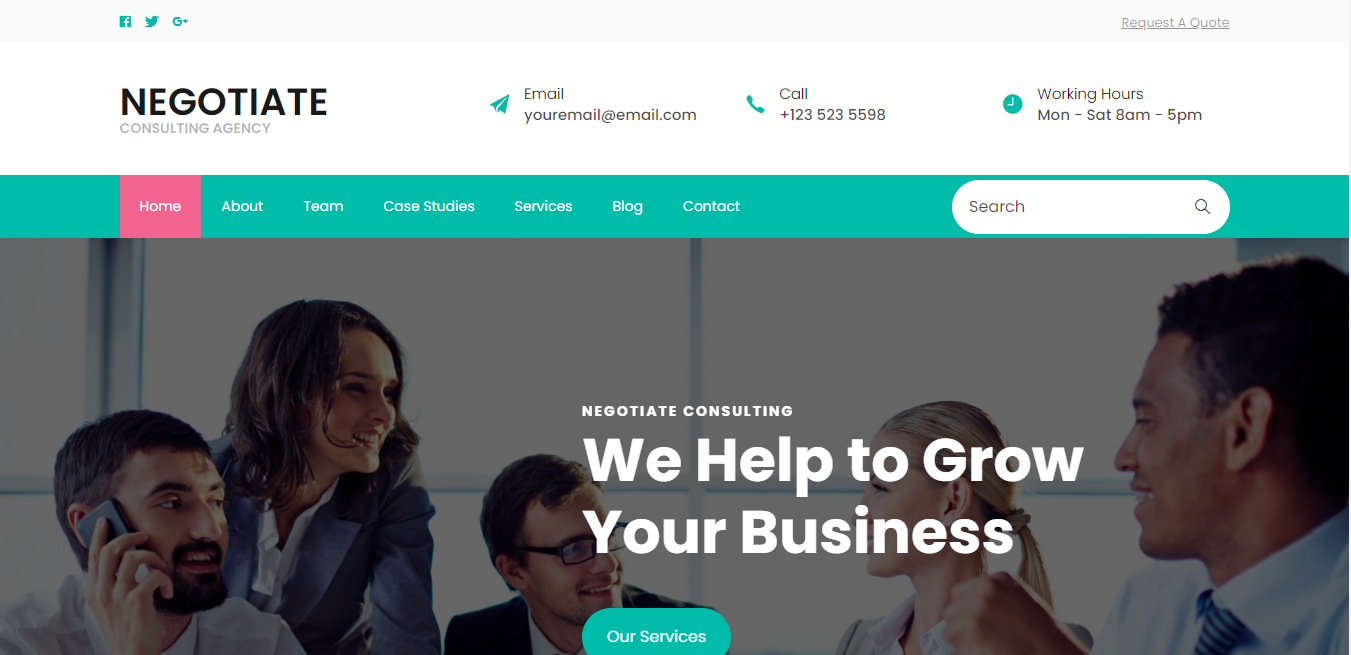 Request A Quote
NEGOTIATE
CONSULTING AGENCY
Email
youremail@email.com
Call
+123 523 5598
Working Hours
Mon - Sat 8am - 5pm
Home About Team Case Studies Services Blog Contact
Search
NEGOTIATE CONSULTING
We Help to Grow
Your Business
Our Services